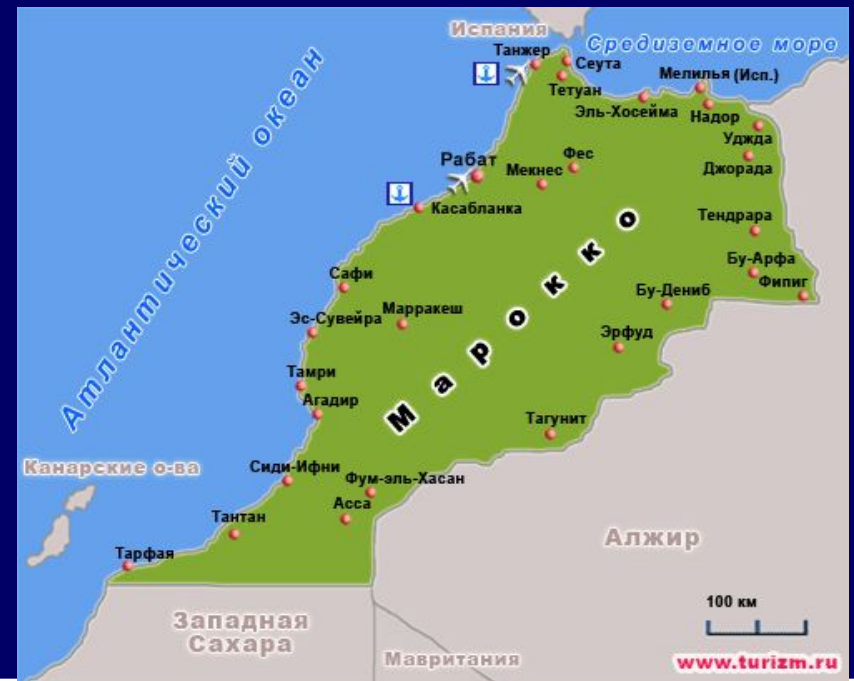 Испания
Средиземное море
Танжер
Сеута
Тетуан
Мелилья (Исп.)
Эль-Хосейма
Надор
Уджда
Рабат
Фес
Мекнес
Джорада
Касабланка
Тендрара
Атлантический океан
Бу-Арфа
Сафи
Фипиг
Бу-Дениб
Марракеш
Эс-Сувейра
Эрфуд
Марокко
Тамри
Агадир
Тагунит
Канарские о-ва
Сиди-Ифни
Фум-эль-Хасан
Асса
Тантан
Алжир
Тарфая
100 км
Западная
Сахара
Мавритания
www.turizm.ru